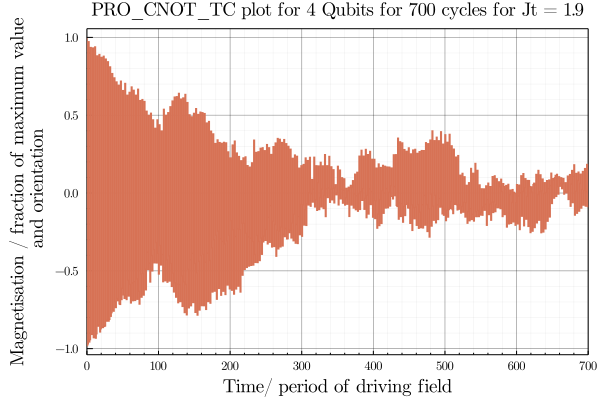 PRO_CNOT_TC plot for 4 Qubits for 700 cycles for Jt = 1.9
Magnetisation / fraction of maximum value
and orientation
1.0
0.5
0.0
−0.5
−1.0
0 100 200 300 400 500 600 700
Time/ period of driving field